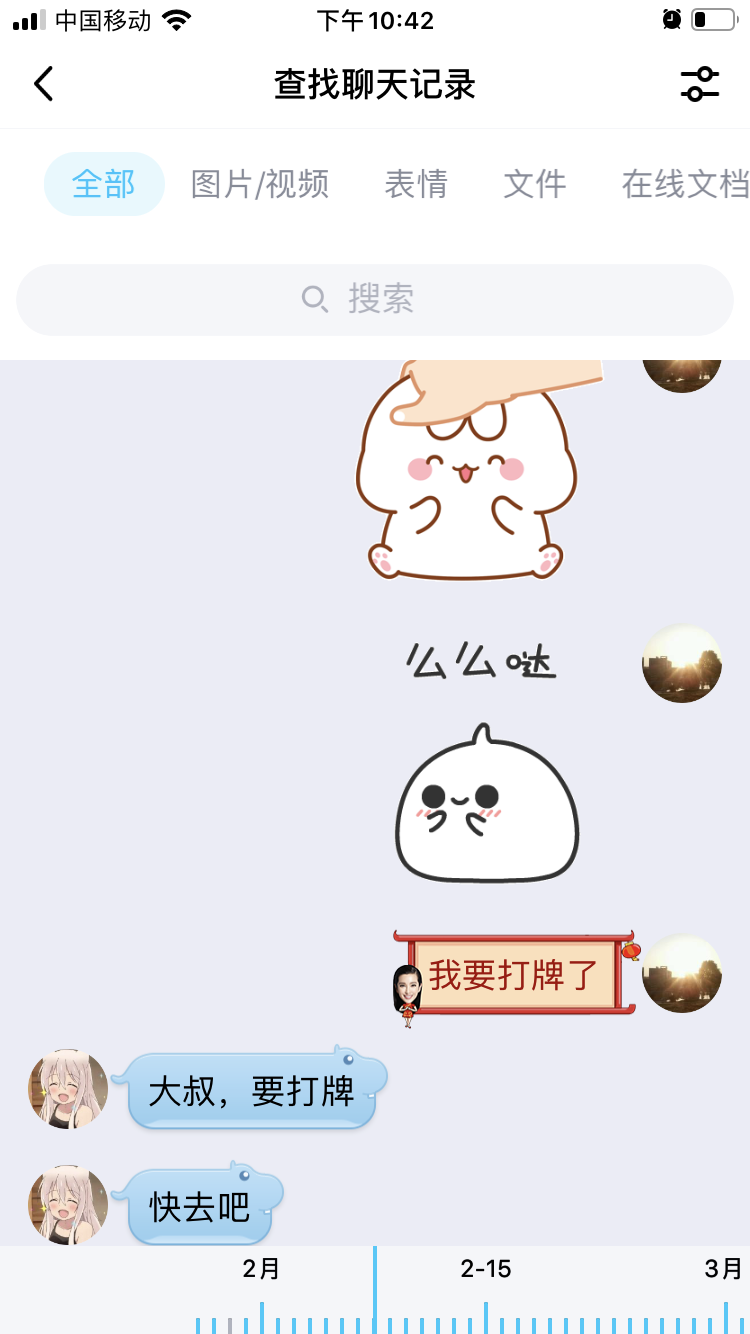 中国移动
下午10:42
查找聊天记录
全部
图片/视频
表情
文件
在线文档
搜索
么么哒
我要打牌了
大叔，要打牌
快去吧
2月
2-15
3月